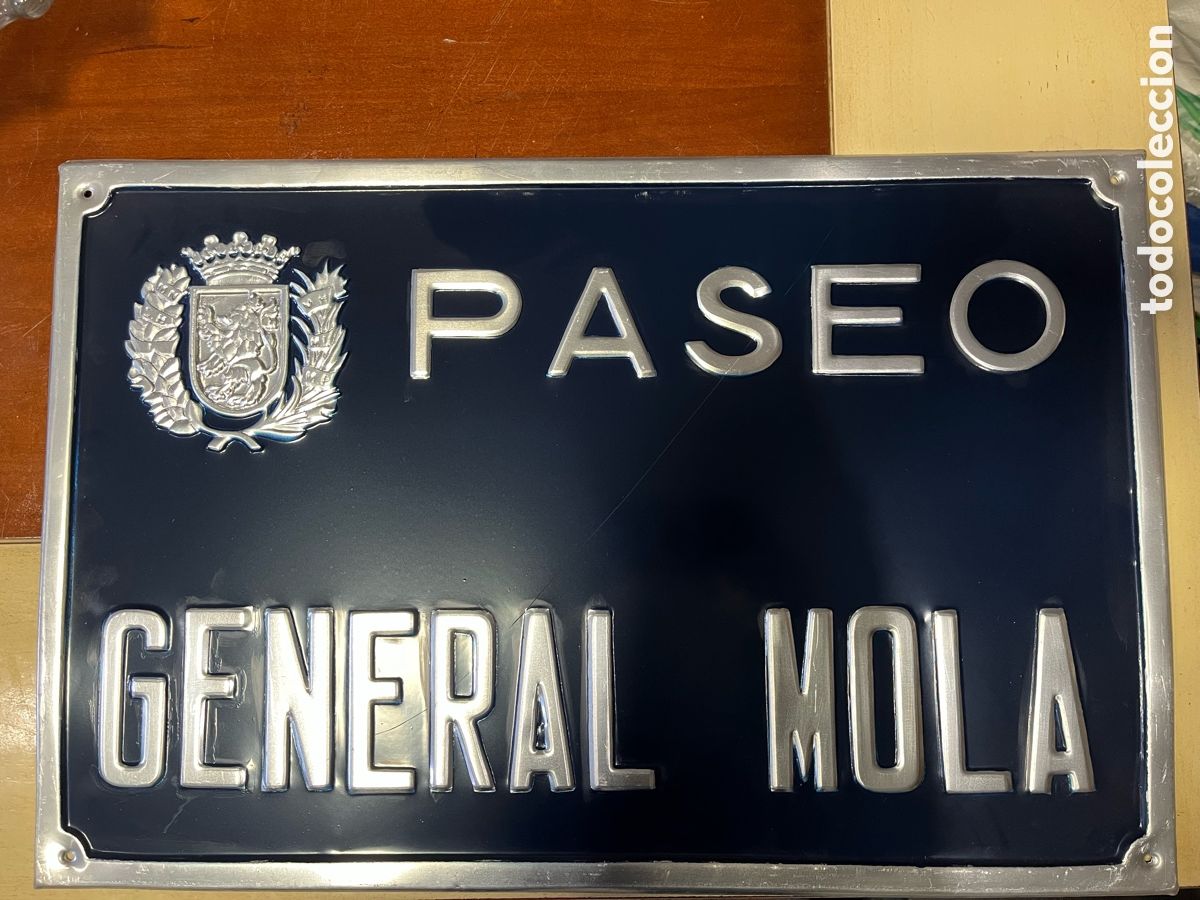 PASEO
GENERAL MOLA
todocoleccion